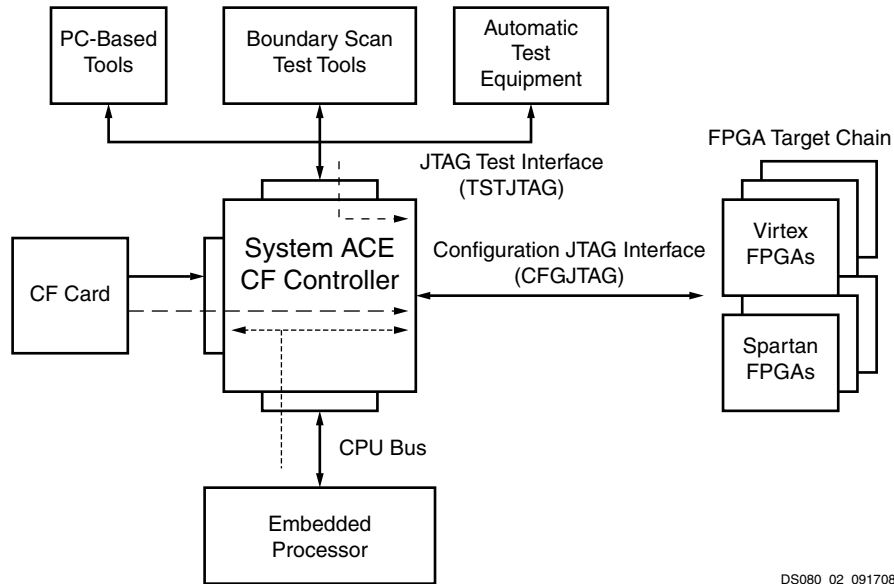 PC-Based
Tools
Boundary Scan
Test Tools
Automatic
Test
Equipment
JTAG Test Interface
(TSTJTAG)
FPGA Target Chain
System ACE
CF Controller
CF Card
Configuration JTAG Interface
(CFGJTAG)
Virtex
FPGAs
Spartan
FPGAs
CPU Bus
Embedded
Processor
DS080_02_091708